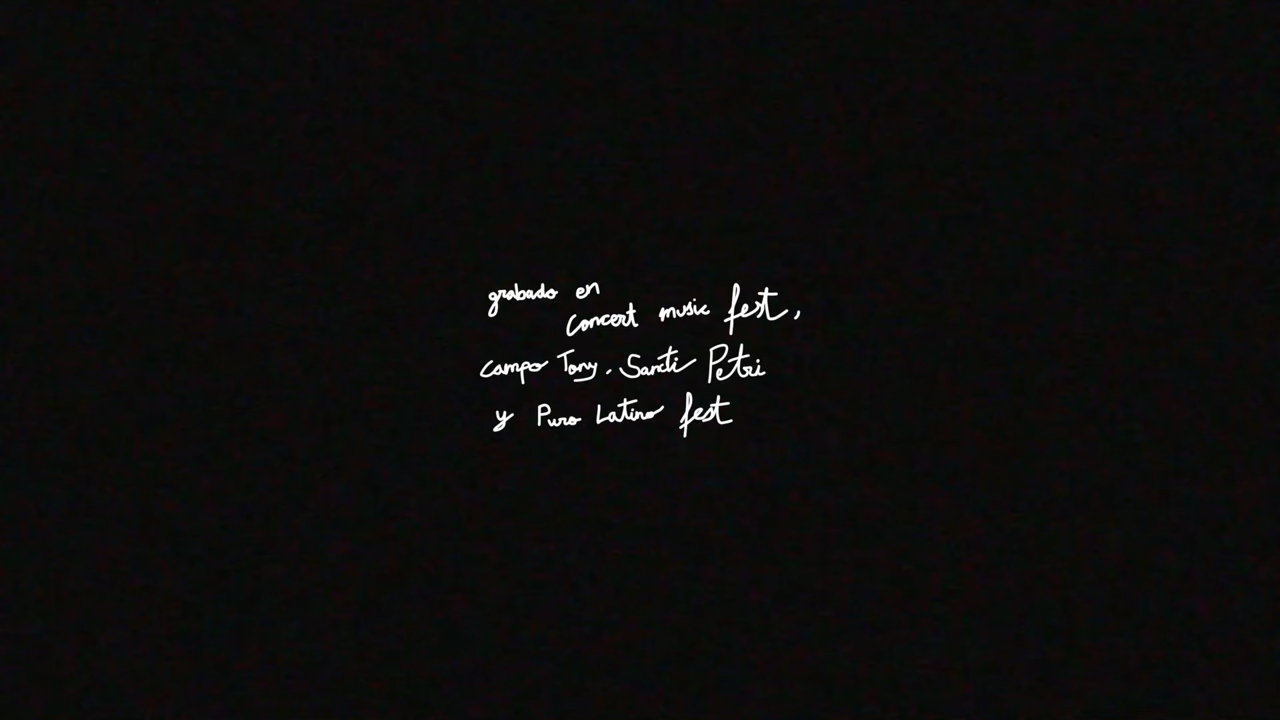 grabado en
Concert music fest,
campo Tony. Sancti Petri
y Puro Latino fest